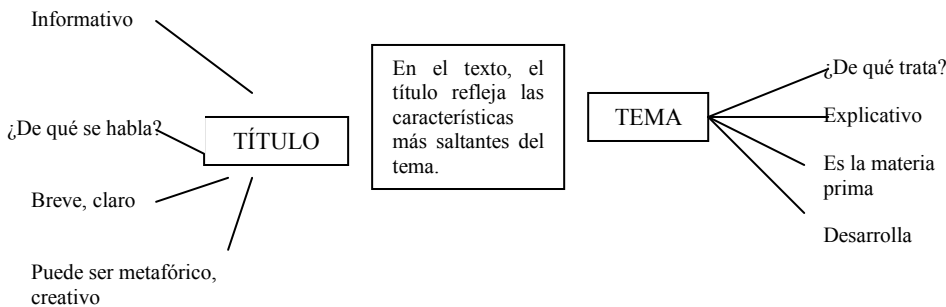 Informativo
¿De qué se habla?
TÍTULO
Breve, claro
Puede ser metafórico,
creativo
En el texto, el
título refleja las
características
más saltantes del
tema.
TEMA
¿De qué trata?
Explicativo
Es la materia
prima
Desarrolla